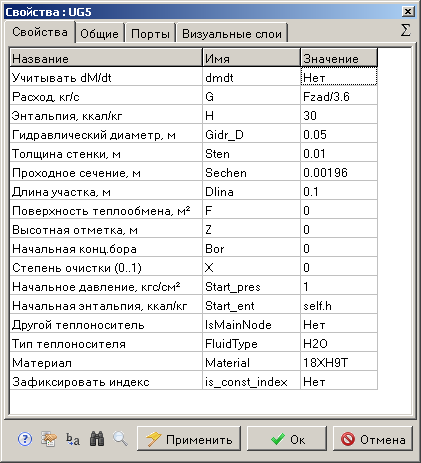 Свойства : UG5
Свойства Общие Порты Визуальные слои Σ
Название Имя Значение
Учитывать dM/dt dmdt Нет
Расход, кг/с G Fzad/3.6
Энтальпия, ккал/кг H 30
Гидравлический диаметр, м Gidr_D 0.05
Толщина стенки, м Sten 0.01
Проходное сечение, м Sechen 0.00196
Длина участка, м Dlina 0.1
Поверхность теплообмена, м² F 0
Высотная отметка, м Z 0
Начальная конц.бора Bor 0
Степень очистки (0..1) X 0
Начальное давление, кгс/см² Start_pres 1
Начальная энтальпия, ккал/кг Start_ent self.h
Другой теплоноситель IsMainNode Нет
Тип теплоносителя FluidType H2O
Материал Material 18ХН9Т
Зафиксировать индекс is_const_index Нет
Применить Ok Отмена